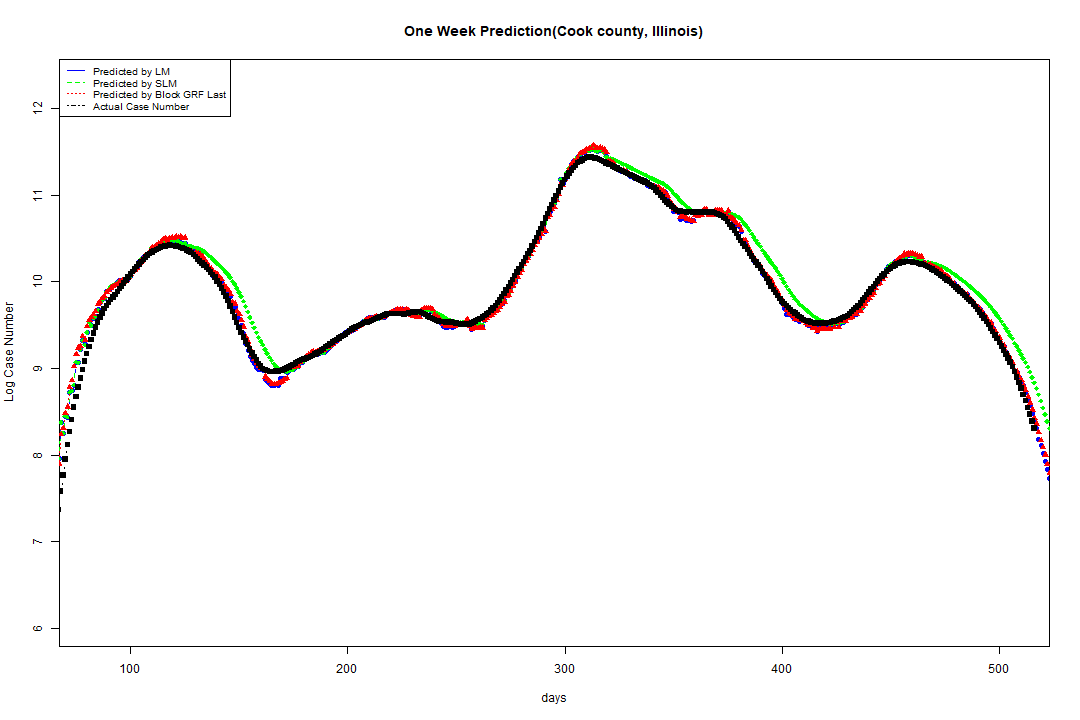 One Week Prediction(Cook county, Illinois)
Predicted by LM
Predicted by SLM
Predicted by Block GRF Last
Actual Case Number
12
11
10
9
8
7
6
Log Case Number
100 200 300 400 500
days